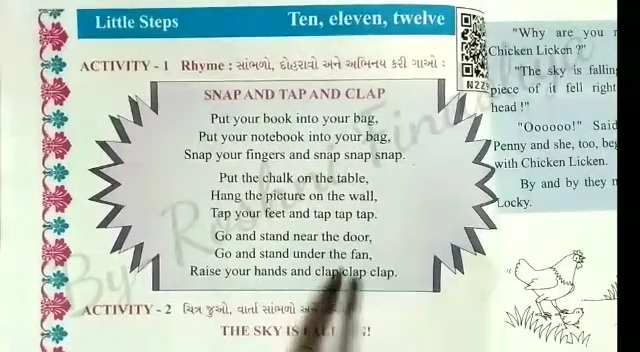 Little Steps
Ten, eleven, twelve
ACTIVITY - 1 Rhyme : સાંભળો, દોહરાવો અને અભિનય કરી ગાઓ :
SNAP AND TAP AND CLAP
Put your book into your bag,
Put your notebook into your bag,
Snap your fingers and snap snap snap.
Put the chalk on the table,
Hang the picture on the wall,
Tap your feet and tap tap tap.
Go and stand near the door,
Go and stand under the fan,
Raise your hands and clap clap clap.
ACTIVITY - 2 ચિત્ર જુઓ, વાર્તા સાંભળો
THE SKY IS
"Why are you
Chicken Licken ?"
"The sky is
piece of it fell right
head !"
"Oooooo!" Said
Penny and she, too,
with Chicken Licken.
By and by they
Locky.
By